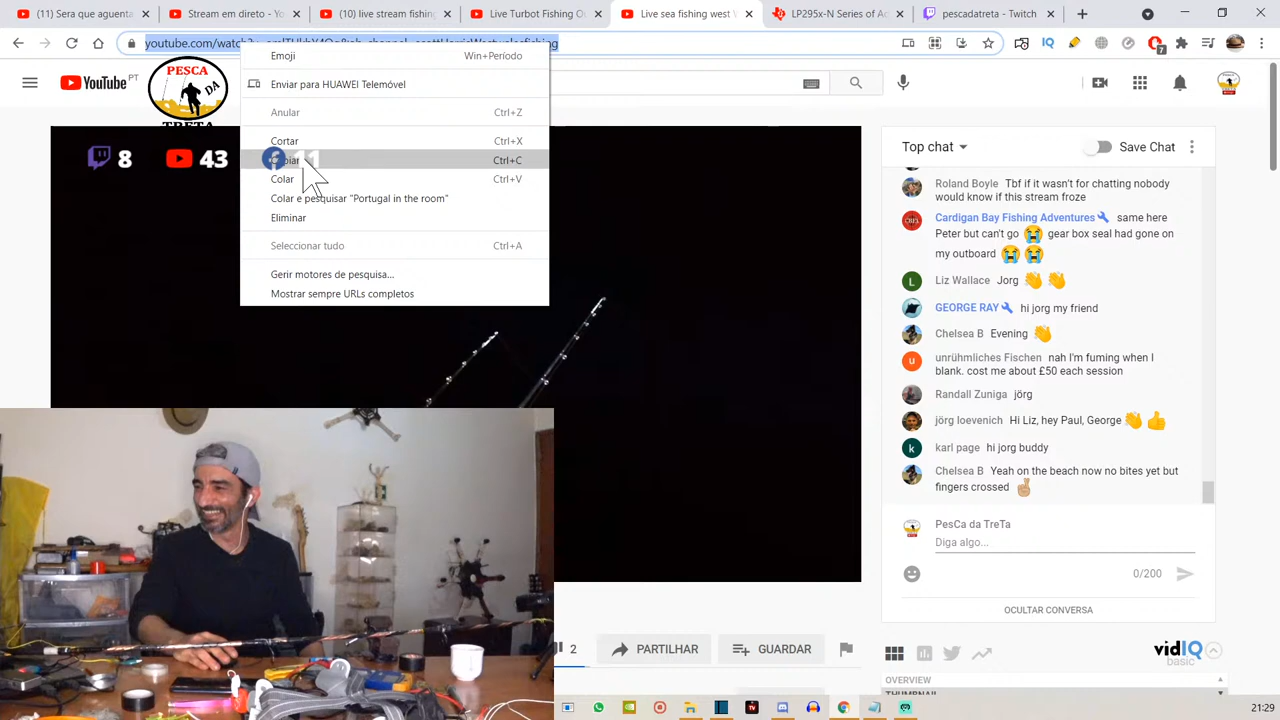 Será que
Stream em direto
(10) stream fishing
Live Turbot Fishing O
Live sea fishing west W
LP295x-N Series of Ac
pescadatreta - Twit
youtube.com/watch?
7
YouTube PT
PESCA
DA
TRETA
8 43 11
Emoji Win+Período
Enviar para HUAWEI Telemóvel
Anular Ctrl+Z
Cortar Ctrl+X
Copiar Ctrl+C
Colar Ctrl+V
Colar e pesquisar "Portugal in the room"
Eliminar
Seleccionar tudo Ctrl+A
Gerir motores de pesquisa...
Mostrar sempre URLs completos
Top chat Save Chat
Roland Boyle Tbf if it wasn't for chatting nobody
would know if this stream froze
Cardigan Bay Fishing Adventures same here
Peter but can't go 😭 gear box seal had gone on
my outboard 😭 😭
L Liz Wallace Jorg 👋 👋
GEORGE RAY hi jorg my friend
Chelsea B Evening 👋
u unrühmliches Fischen nah I'm fuming when I
blank. cost me about £50 each session
Randall Zuniga jörg
jörg loevenich Hi Liz, hey Paul, George 👋 👍
k karl page hi jorg buddy
Chelsea B Yeah on the beach now no bites yet but
fingers crossed 🤞🏽
PesCa da TreTa
Diga algo...
0/200
OCULTAR CONVERSA
2 PARTILHAR GUARDAR
vidIQ
basic
OVERVIEW
THUMBNAIL
21:29